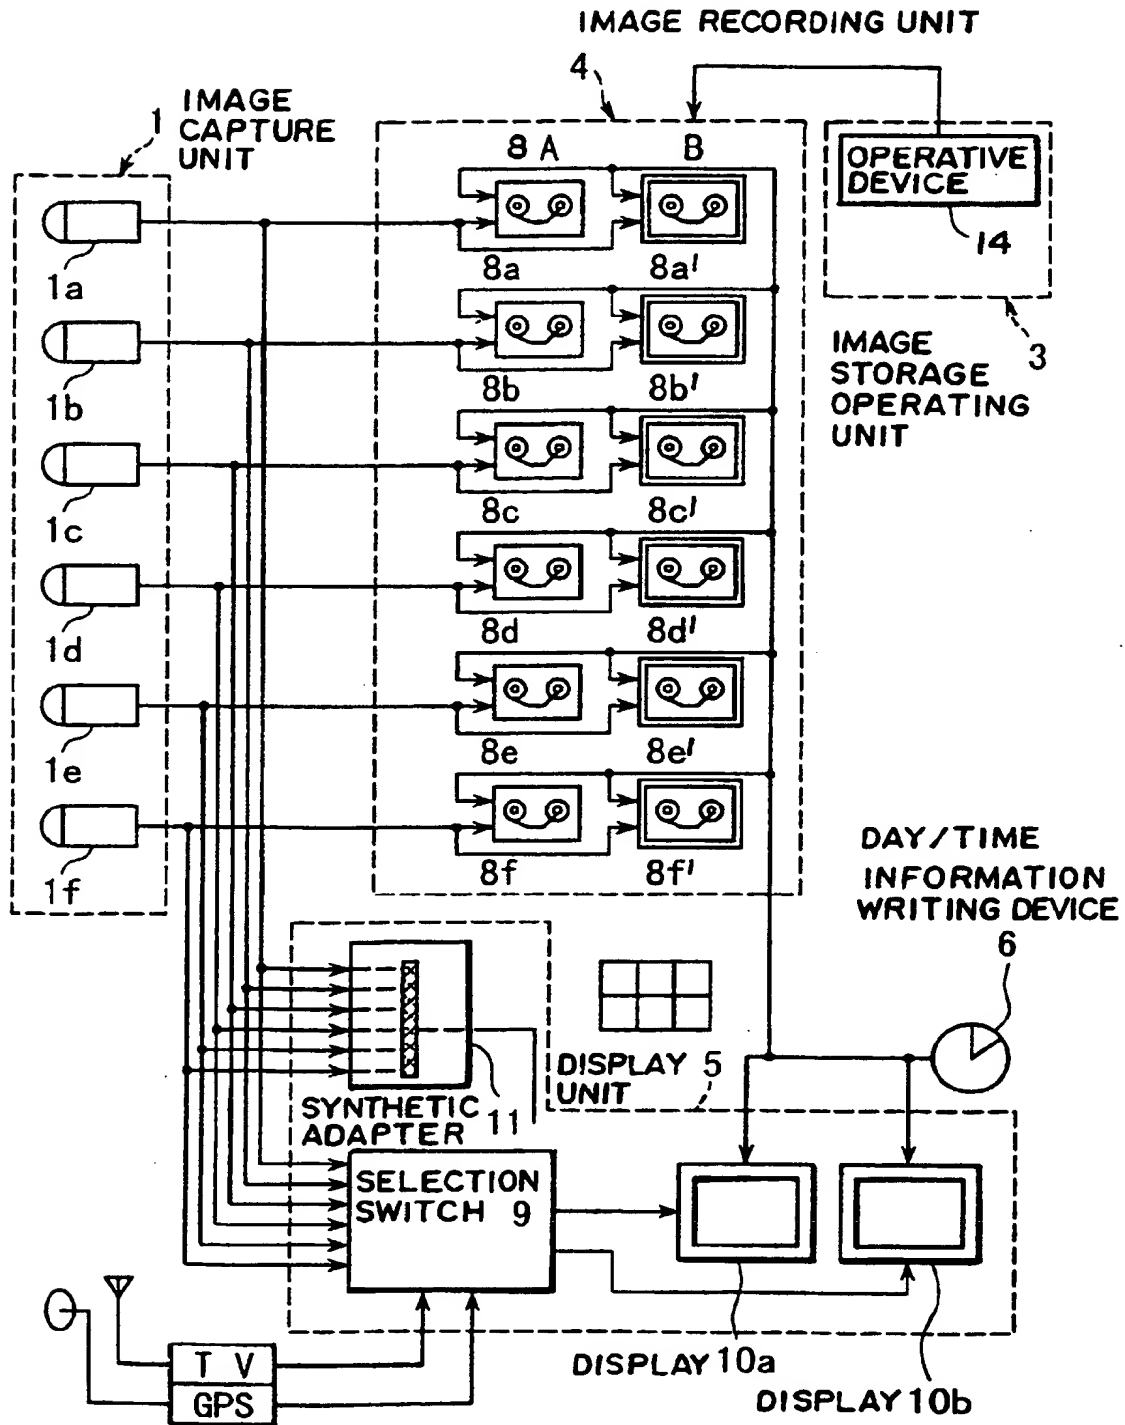 IMAGE RECORDING UNIT
4
1 IMAGE
CAPTURE
UNIT
8 A B
OPERATIVE
DEVICE
14
1a
8a 8a'
3
IMAGE
STORAGE
OPERATING
UNIT
1b
8b 8b'
1c
8c 8c'
1d
8d 8d'
1e
8e 8e'
1f
8f 8f'
DAY/TIME
INFORMATION
WRITING DEVICE
6
DISPLAY 5
UNIT
SYNTHETIC 11
ADAPTER
SELECTION
SWITCH 9
T V
GPS
DISPLAY 10a
DISPLAY 10b